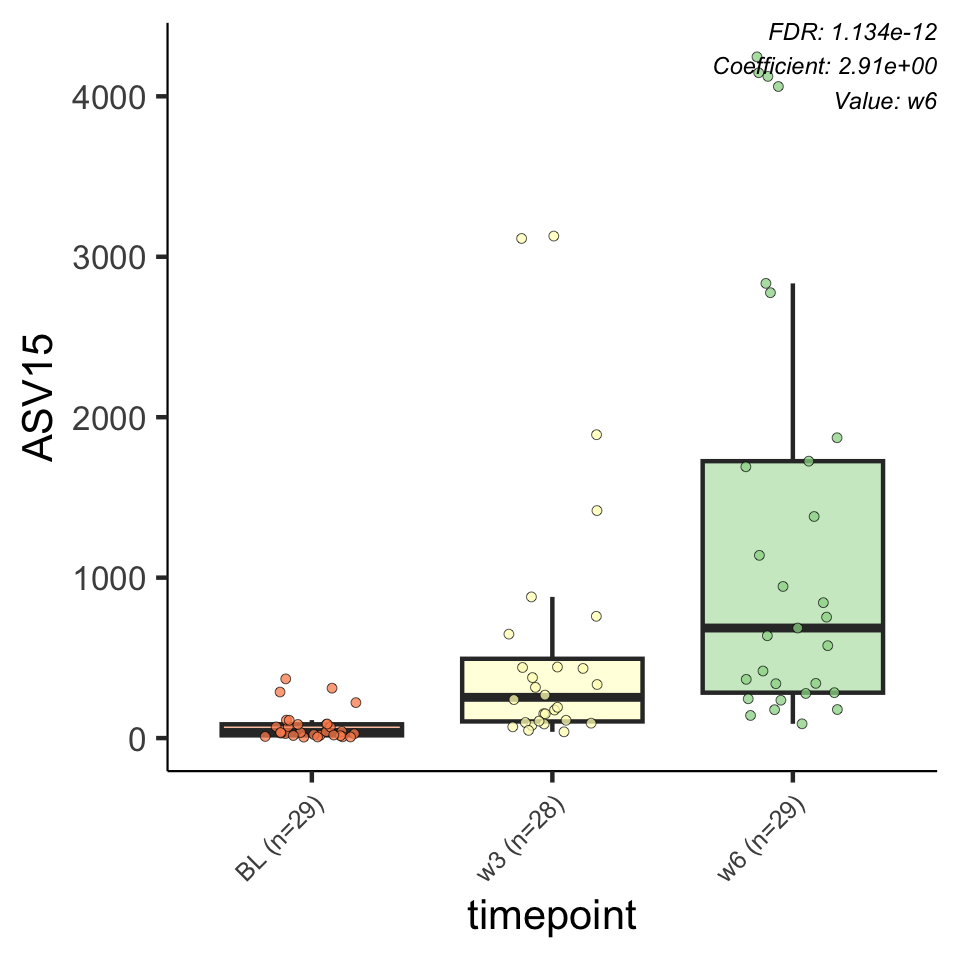 FDR: 1.134e-12
Coefficient: 2.91e+00
Value: w6
4000
3000
2000
1000
0
ASV15
BL (n=29)
w3 (n=28)
w6 (n=29)
timepoint